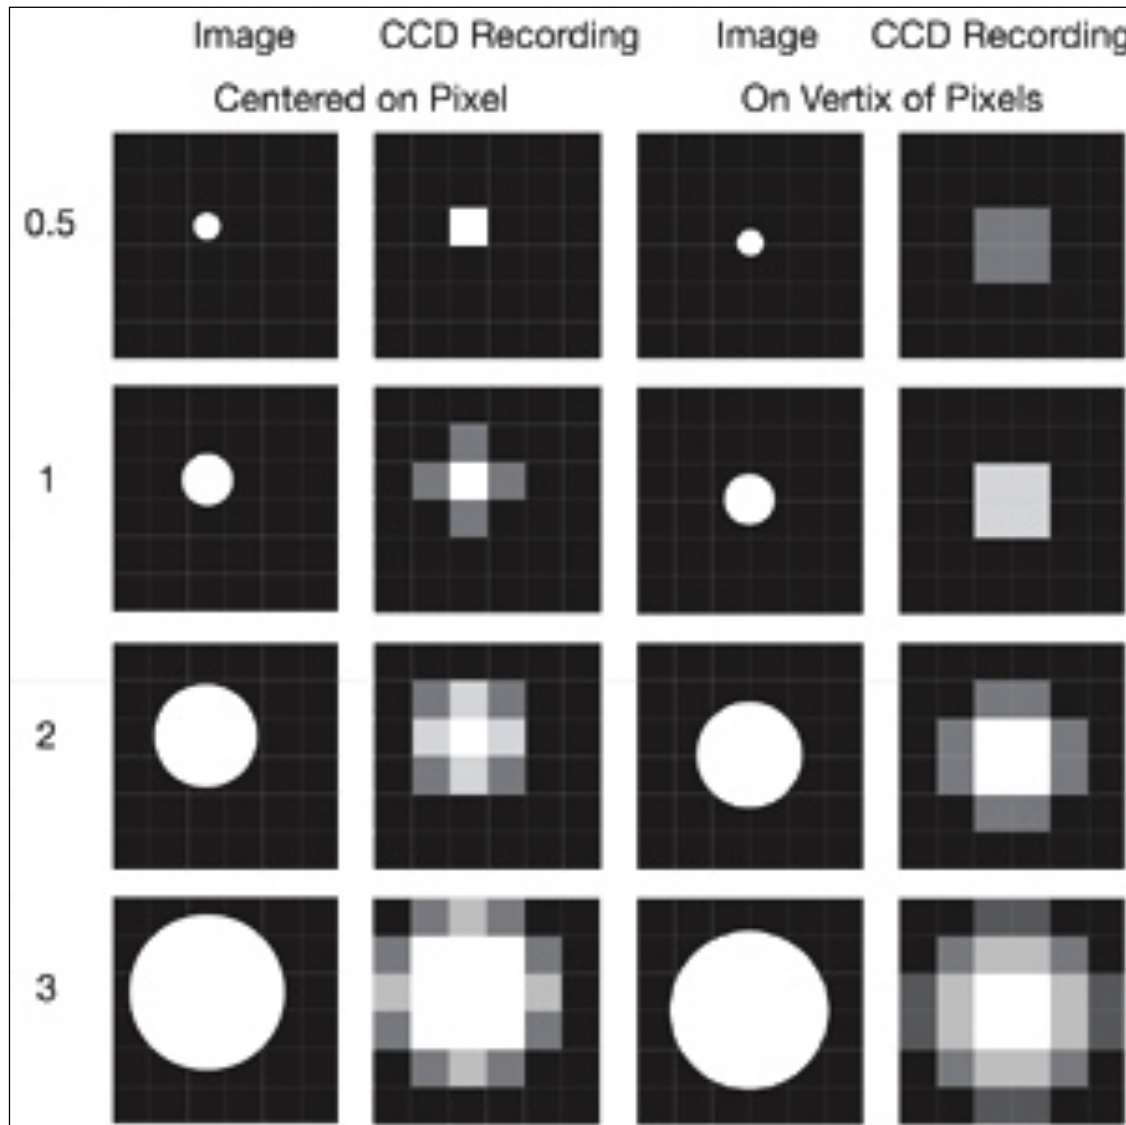 Image CCD Recording Image CCD Recording
Centered on Pixel On Vertix of Pixels
0.5
1
2
3